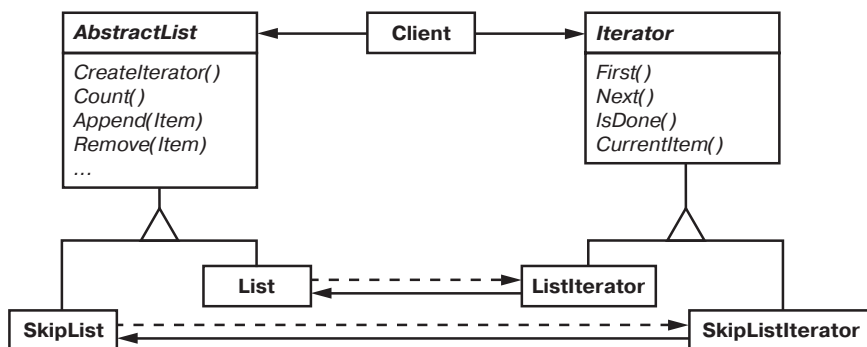 AbstractList
Client
Iterator
CreateIterator()
Count()
Append(Item)
Remove(Item)
...
First()
Next()
IsDone()
CurrentItem()
List
ListIterator
SkipList
SkipListIterator